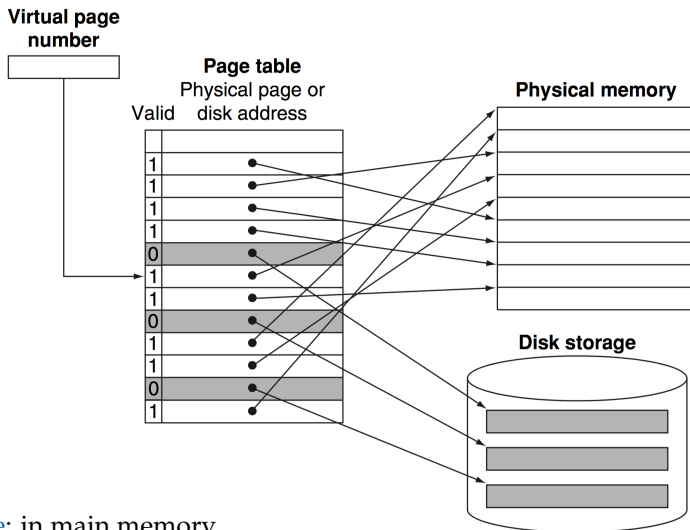 Virtual page
number
Page table
Physical page or
Valid disk address
Physical memory
1
1
1
1
0
1
1
0
1
1
0
1
Disk storage
: in main memory